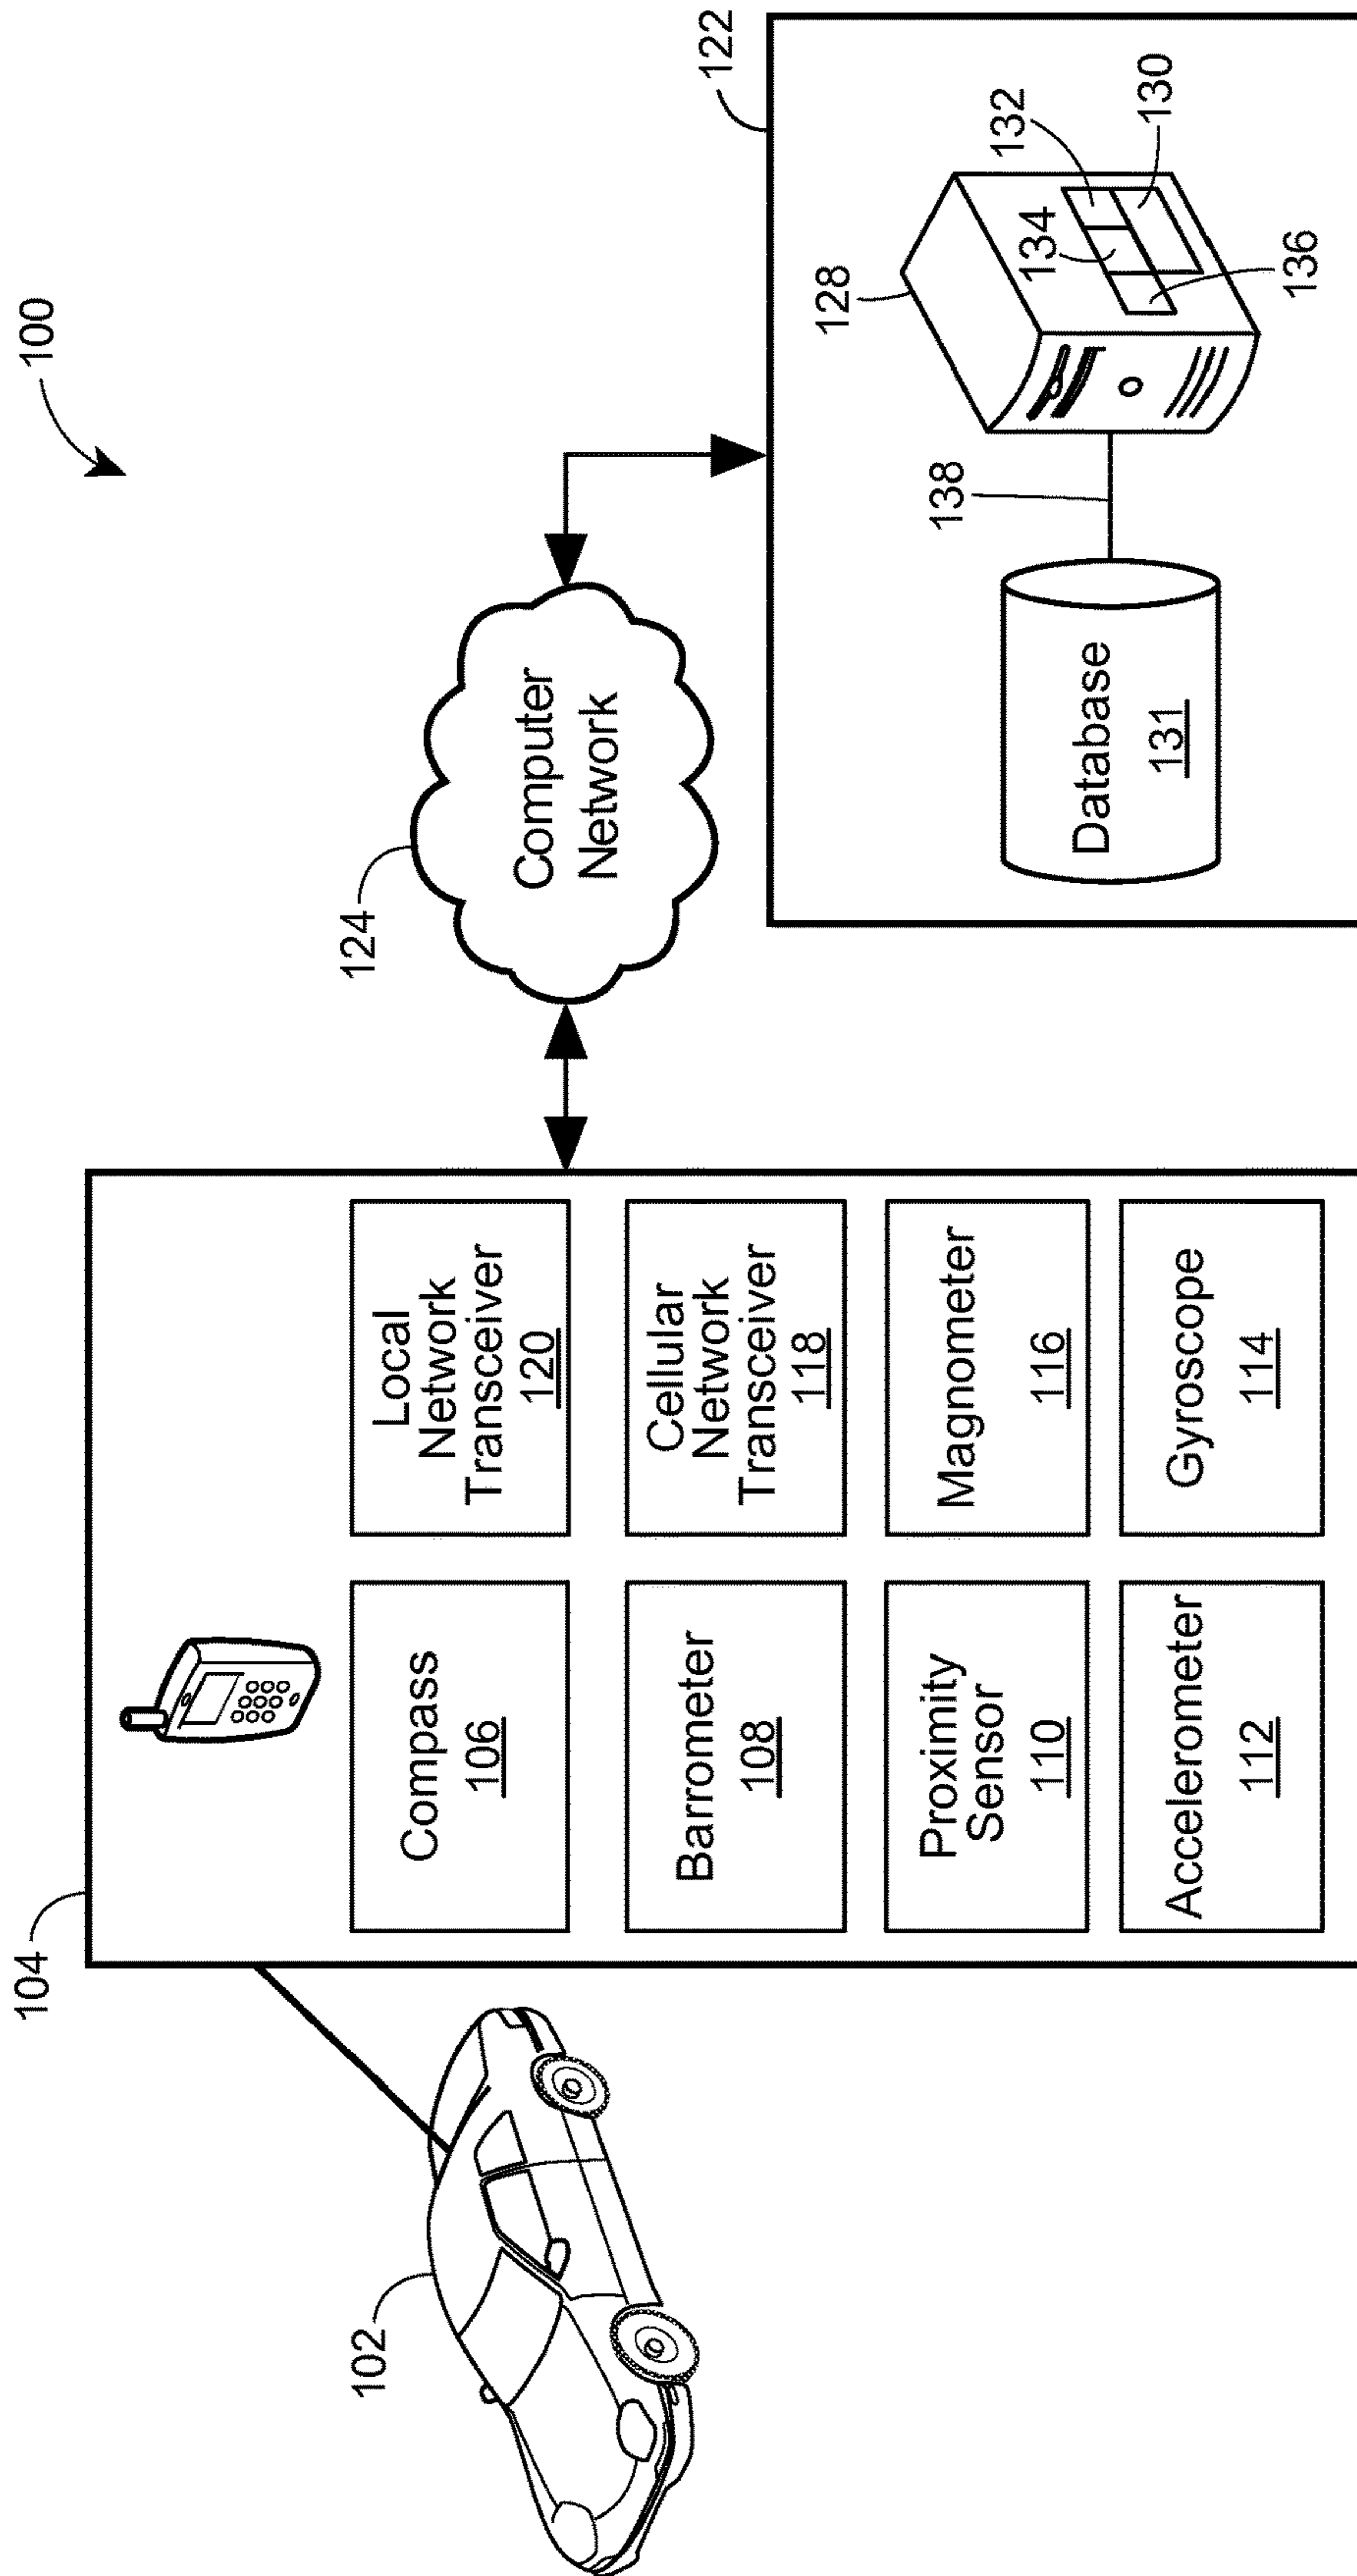 100
104
102
Compass
106
Local
Network
Transceiver
120
Barrometer
108
Cellular
Network
Transceiver
118
Proximity
Sensor
110
Magnometer
116
Accelerometer
112
Gyroscope
114
124
Computer
Network
122
Database
131
138
128
134
132
130
136